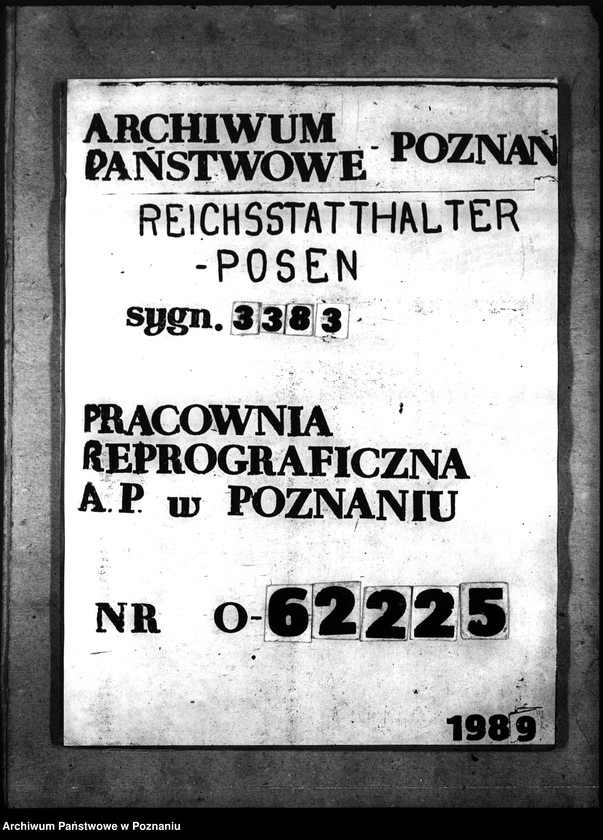 ARCHIWUM
PAŃSTWOWE - POZNAŃ
REICHSSTATTHALTER
-POSEN
sygn. 3383
PRACOWNIA
REPROGRAFICZNA
A.P. w POZNANIU
NR O-62225
1989
Archiwum Państwowe w Poznaniu